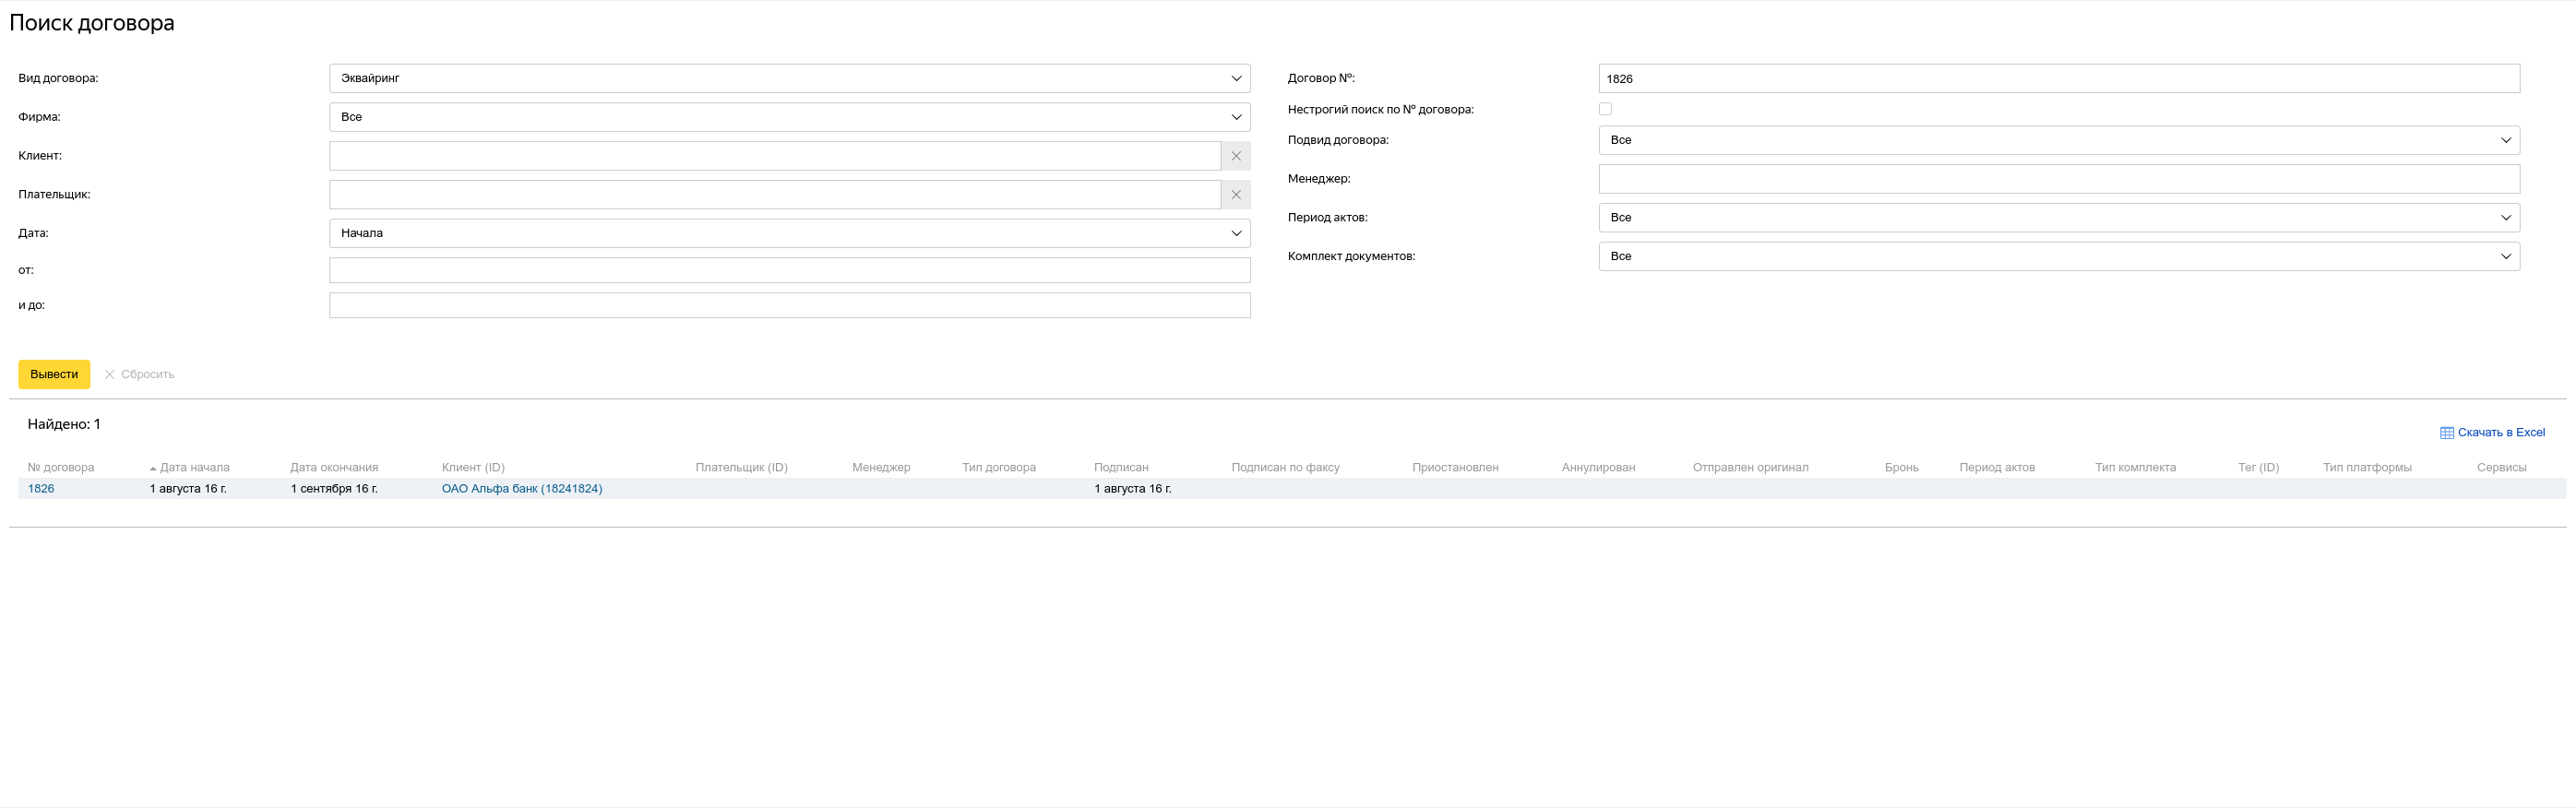 Поиск договора
Вид договора: Эквайринг
Фирма: Все
Клиент:
Плательщик:
Дата: Начала
от:
и до:
Договор №: 1826
Нестрогий поиск по № договора:
Подвид договора: Все
Менеджер:
Период актов: Все
Комплект документов: Все
Вывести Сбросить
Найдено: 1
Скачать в Excel
№ договора Дата начала Дата окончания Клиент (ID) Плательщик (ID) Менеджер Тип договора Подписан Подписан по факсу Приостановлен Аннулирован Отправлен оригинал Бронь Период актов Тип комплекта Тег (ID) Тип платформы Сервисы
1826 1 августа 16 г. 1 сентября 16 г. ОАО Альфа банк (18241824) 1 августа 16 г.